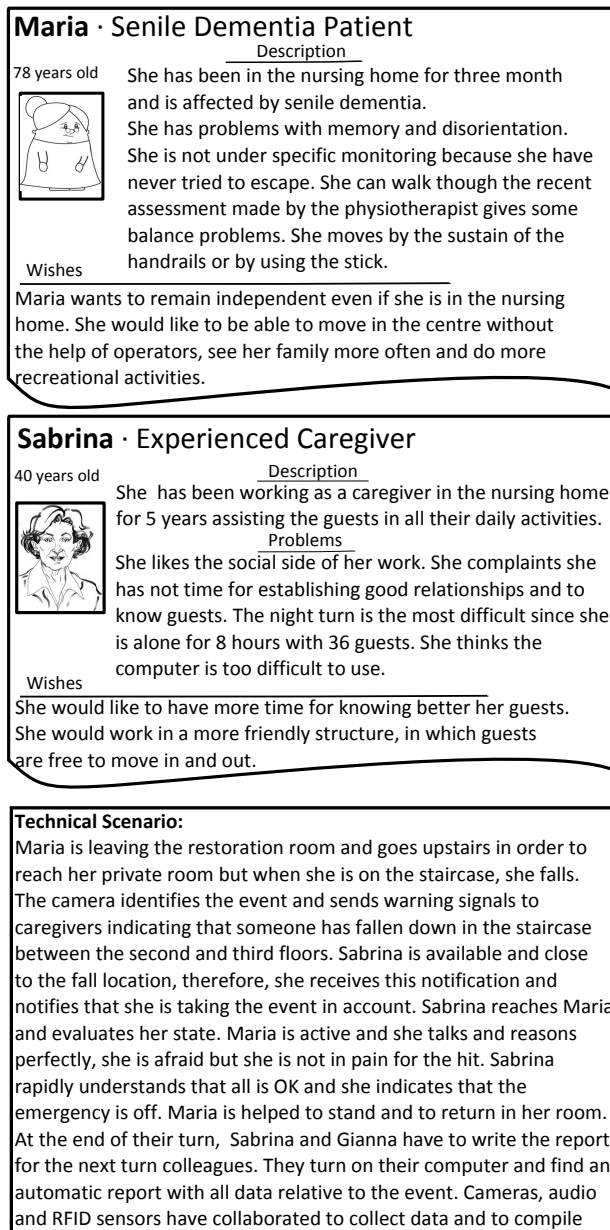 Maria · Senile Dementia Patient
Description
78 years old
She has been in the nursing home for three month
and is affected by senile dementia.
She has problems with memory and disorientation.
She is not under specific monitoring because she have
never tried to escape. She can walk though the recent
assessment made by the physiotherapist gives some
balance problems. She moves by the sustain of the
handrails or by using the stick.
Wishes
Maria wants to remain independent even if she is in the nursing
home. She would like to be able to move in the centre without
the help of operators, see her family more often and do more
recreational activities.
Sabrina · Experienced Caregiver
40 years old
Description
She has been working as a caregiver in the nursing home
for 5 years assisting the guests in all their daily activities.
Problems
She likes the social side of her work. She complaints she
has not time for establishing good relationships and to
know guests. The night turn is the most difficult since she
is alone for 8 hours with 36 guests. She thinks the
computer is too difficult to use.
Wishes
She would like to have more time for knowing better her guests.
She would work in a more friendly structure, in which guests
are free to move in and out.
Technical Scenario:
Maria is leaving the restoration room and goes upstairs in order to
reach her private room but when she is on the staircase, she falls.
The camera identifies the event and sends warning signals to
caregivers indicating that someone has fallen down in the staircase
between the second and third floors. Sabrina is available and close
to the fall location, therefore, she receives this notification and
notifies that she is taking the event in account. Sabrina reaches Maria
and evaluates her state. Maria is active and she talks and reasons
perfectly, she is afraid but she is not in pain for the hit. Sabrina
rapidly understands that all is OK and she indicates that the
emergency is off. Maria is helped to stand and to return in her room.
At the end of their turn, Sabrina and Gianna have to write the report
for the next turn colleagues. They turn on their computer and find an
automatic report with all data relative to the event. Cameras, audio
and RFID sensors have collaborated to collect data and to compile